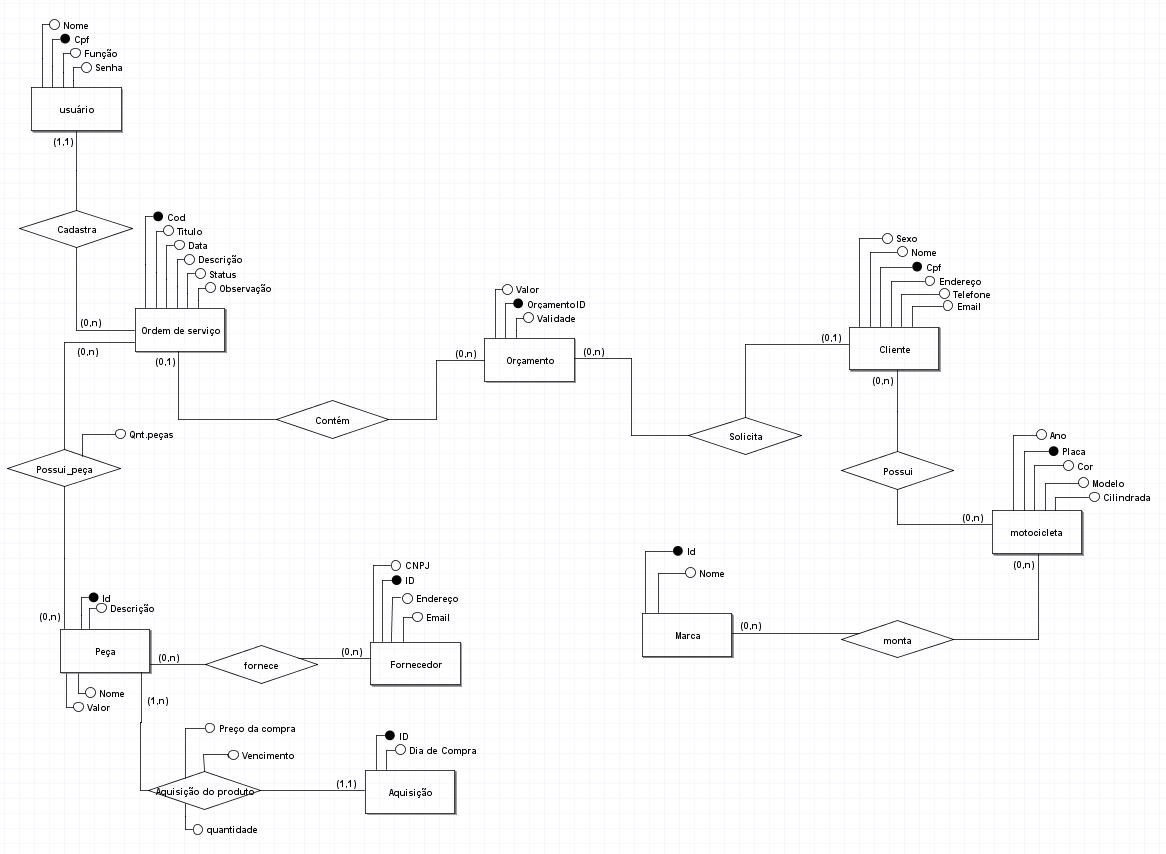 Nome
Cpf
Função
Senha
usuário
(1,1)
Cadastra
Cod
Titulo
Data
Descrição
Status
Observação
(0,n)
Ordem de serviço
(0,n)
(0,1)
Valor
OrçamentoID
Validade
(0,n)
Orçamento
(0,n)
Contém
Sexo
Nome
Cpf
Endereço
Telefone
Email
(0,1)
Cliente
(0,n)
Solicita
Possui
Qnt.peças
Possui_peça
Ano
Placa
Cor
Modelo
Cilindrada
(0,n)
motocicleta
(0,n)
Id
Nome
Marca
(0,n)
monta
(0,n)
Id
Descrição
Peça
Nome
Valor
(0,n)
(1,n)
fornece
(0,n)
CNPJ
ID
Endereço
Email
Fornecedor
Preço da compra
Vencimento
Aquisição do produto
quantidade
(1,1)
ID
Dia de Compra
Aquisição